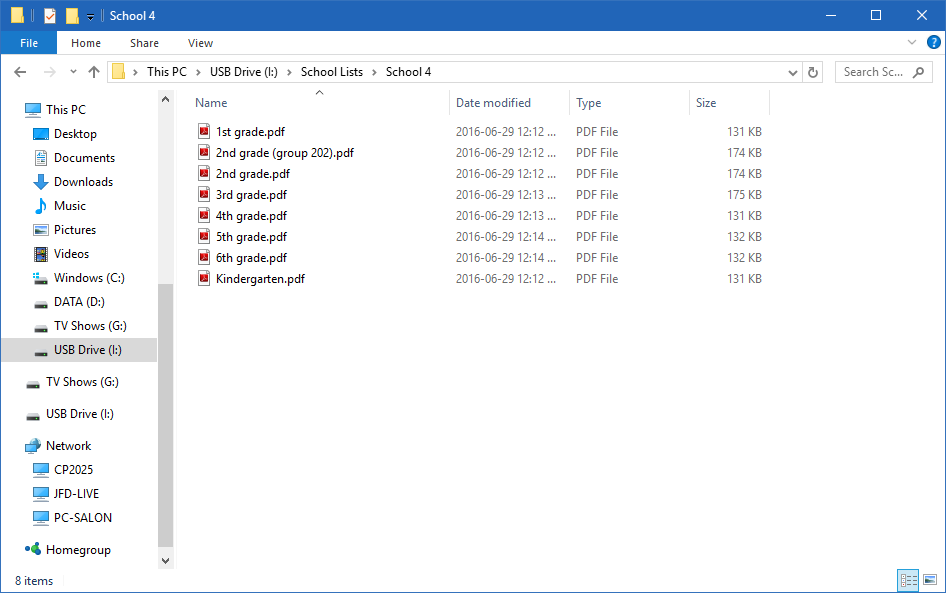 School 4
File Home Share View
This PC USB Drive (I:) School Lists School 4 Search Sc...
Name Date modified Type Size
This PC
Desktop
Documents
Downloads
Music
Pictures
Videos
Windows (C:)
DATA (D:)
TV Shows (G:)
USB Drive (I:)
TV Shows (G:)
USB Drive (I:)
Network
CP2025
JFD-LIVE
PC-SALON
Homegroup
1st grade.pdf 2016-06-29 12:12 ... PDF File 131 KB
2nd grade (group 202).pdf 2016-06-29 12:12 ... PDF File 174 KB
2nd grade.pdf 2016-06-29 12:12 ... PDF File 174 KB
3rd grade.pdf 2016-06-29 12:13 ... PDF File 175 KB
4th grade.pdf 2016-06-29 12:13 ... PDF File 131 KB
5th grade.pdf 2016-06-29 12:14 ... PDF File 132 KB
6th grade.pdf 2016-06-29 12:14 ... PDF File 132 KB
Kindergarten.pdf 2016-06-29 12:12 ... PDF File 131 KB
8 items